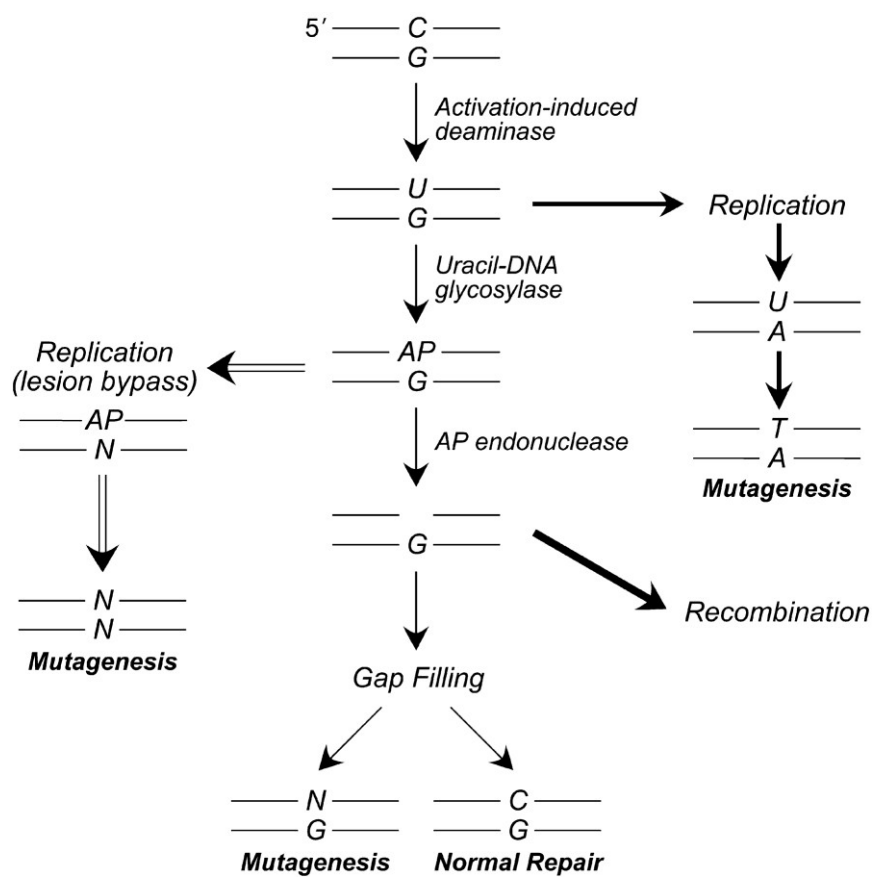 5′ C
G
Activation-induced
deaminase
U
G
Replication
Uracil-DNA
glycosylase
U
A
Replication
(lesion bypass)
AP
G
AP
N
AP endonuclease
T
A
Mutagenesis
G
N
N
Mutagenesis
Recombination
Gap Filling
N
G
Mutagenesis
C
G
Normal Repair